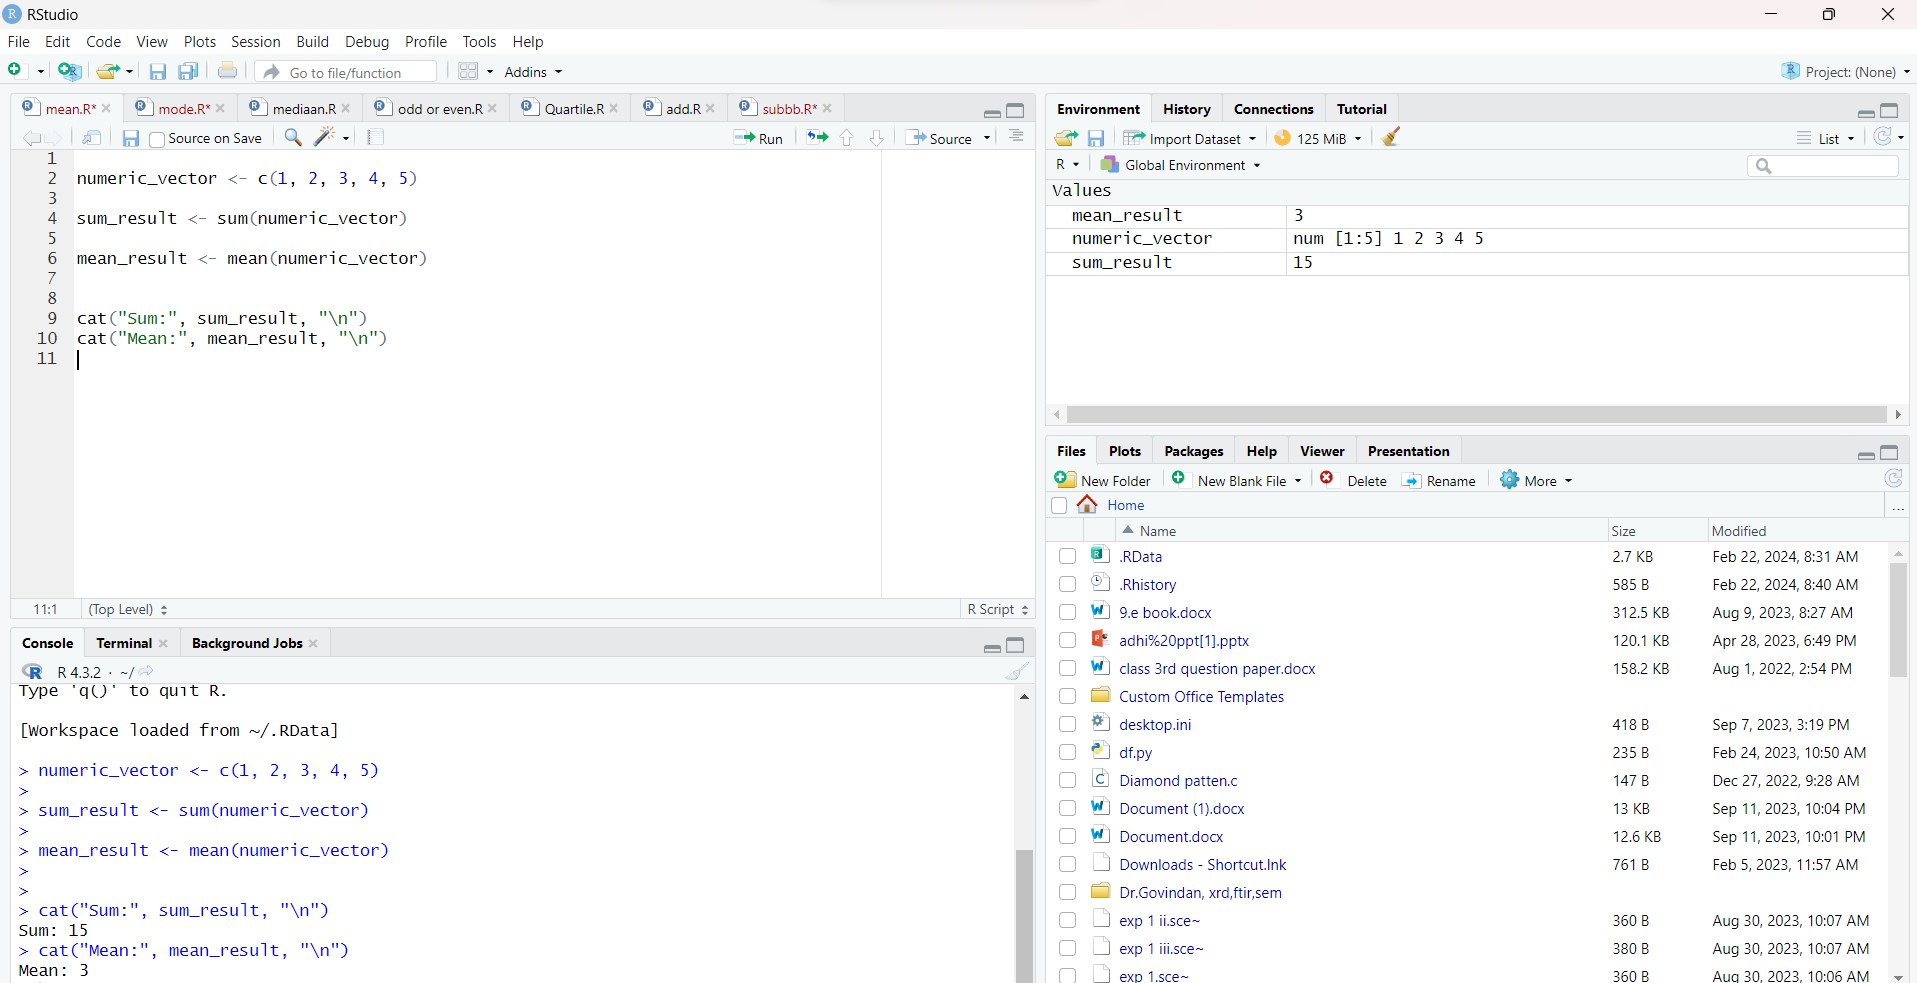 RStudio
File Edit Code View Plots Session Build Debug Profile Tools Help
Go to file/function Addins Project: (None)
mean.R* mode.R* mediaan.R odd or even.R Quartile.R add.R subbb.R*
Source on Save Run Source
1
2 numeric_vector <- c(1, 2, 3, 4, 5)
3
4 sum_result <- sum(numeric_vector)
5
6 mean_result <- mean(numeric_vector)
7
8
9 cat("Sum:", sum_result, "\n")
10 cat("Mean:", mean_result, "\n")
11
11:1 (Top Level) R Script
Console Terminal Background Jobs
R 4.3.2 · ~/
Type 'q()' to quit R.
[Workspace loaded from ~/.RData]
> numeric_vector <- c(1, 2, 3, 4, 5)
>
> sum_result <- sum(numeric_vector)
>
> mean_result <- mean(numeric_vector)
>
>
> cat("Sum:", sum_result, "\n")
Sum: 15
> cat("Mean:", mean_result, "\n")
Mean: 3
Environment History Connections Tutorial
Import Dataset 125 MiB List
R Global Environment
Values
mean_result 3
numeric_vector num [1:5] 1 2 3 4 5
sum_result 15
Files Plots Packages Help Viewer Presentation
New Folder New Blank File Delete Rename More
Home ...
Name Size Modified
.RData 2.7 KB Feb 22, 2024, 8:31 AM
.Rhistory 585 B Feb 22, 2024, 8:40 AM
9.e book.docx 312.5 KB Aug 9, 2023, 8:27 AM
adhi%20ppt[1].pptx 120.1 KB Apr 28, 2023, 6:49 PM
class 3rd question paper.docx 158.2 KB Aug 1, 2022, 2:54 PM
Custom Office Templates
desktop.ini 418 B Sep 7, 2023, 3:19 PM
df.py 235 B Feb 24, 2023, 10:50 AM
Diamond patten.c 147 B Dec 27, 2022, 9:28 AM
Document (1).docx 13 KB Sep 11, 2023, 10:04 PM
Document.docx 12.6 KB Sep 11, 2023, 10:01 PM
Downloads - Shortcut.lnk 761 B Feb 5, 2023, 11:57 AM
Dr.Govindan, xrd,ftir,sem
exp 1 ii.sce~ 360 B Aug 30, 2023, 10:07 AM
exp 1 iii.sce~ 380 B Aug 30, 2023, 10:07 AM
exp 1.sce~ 360 B Aug 30, 2023, 10:06 AM